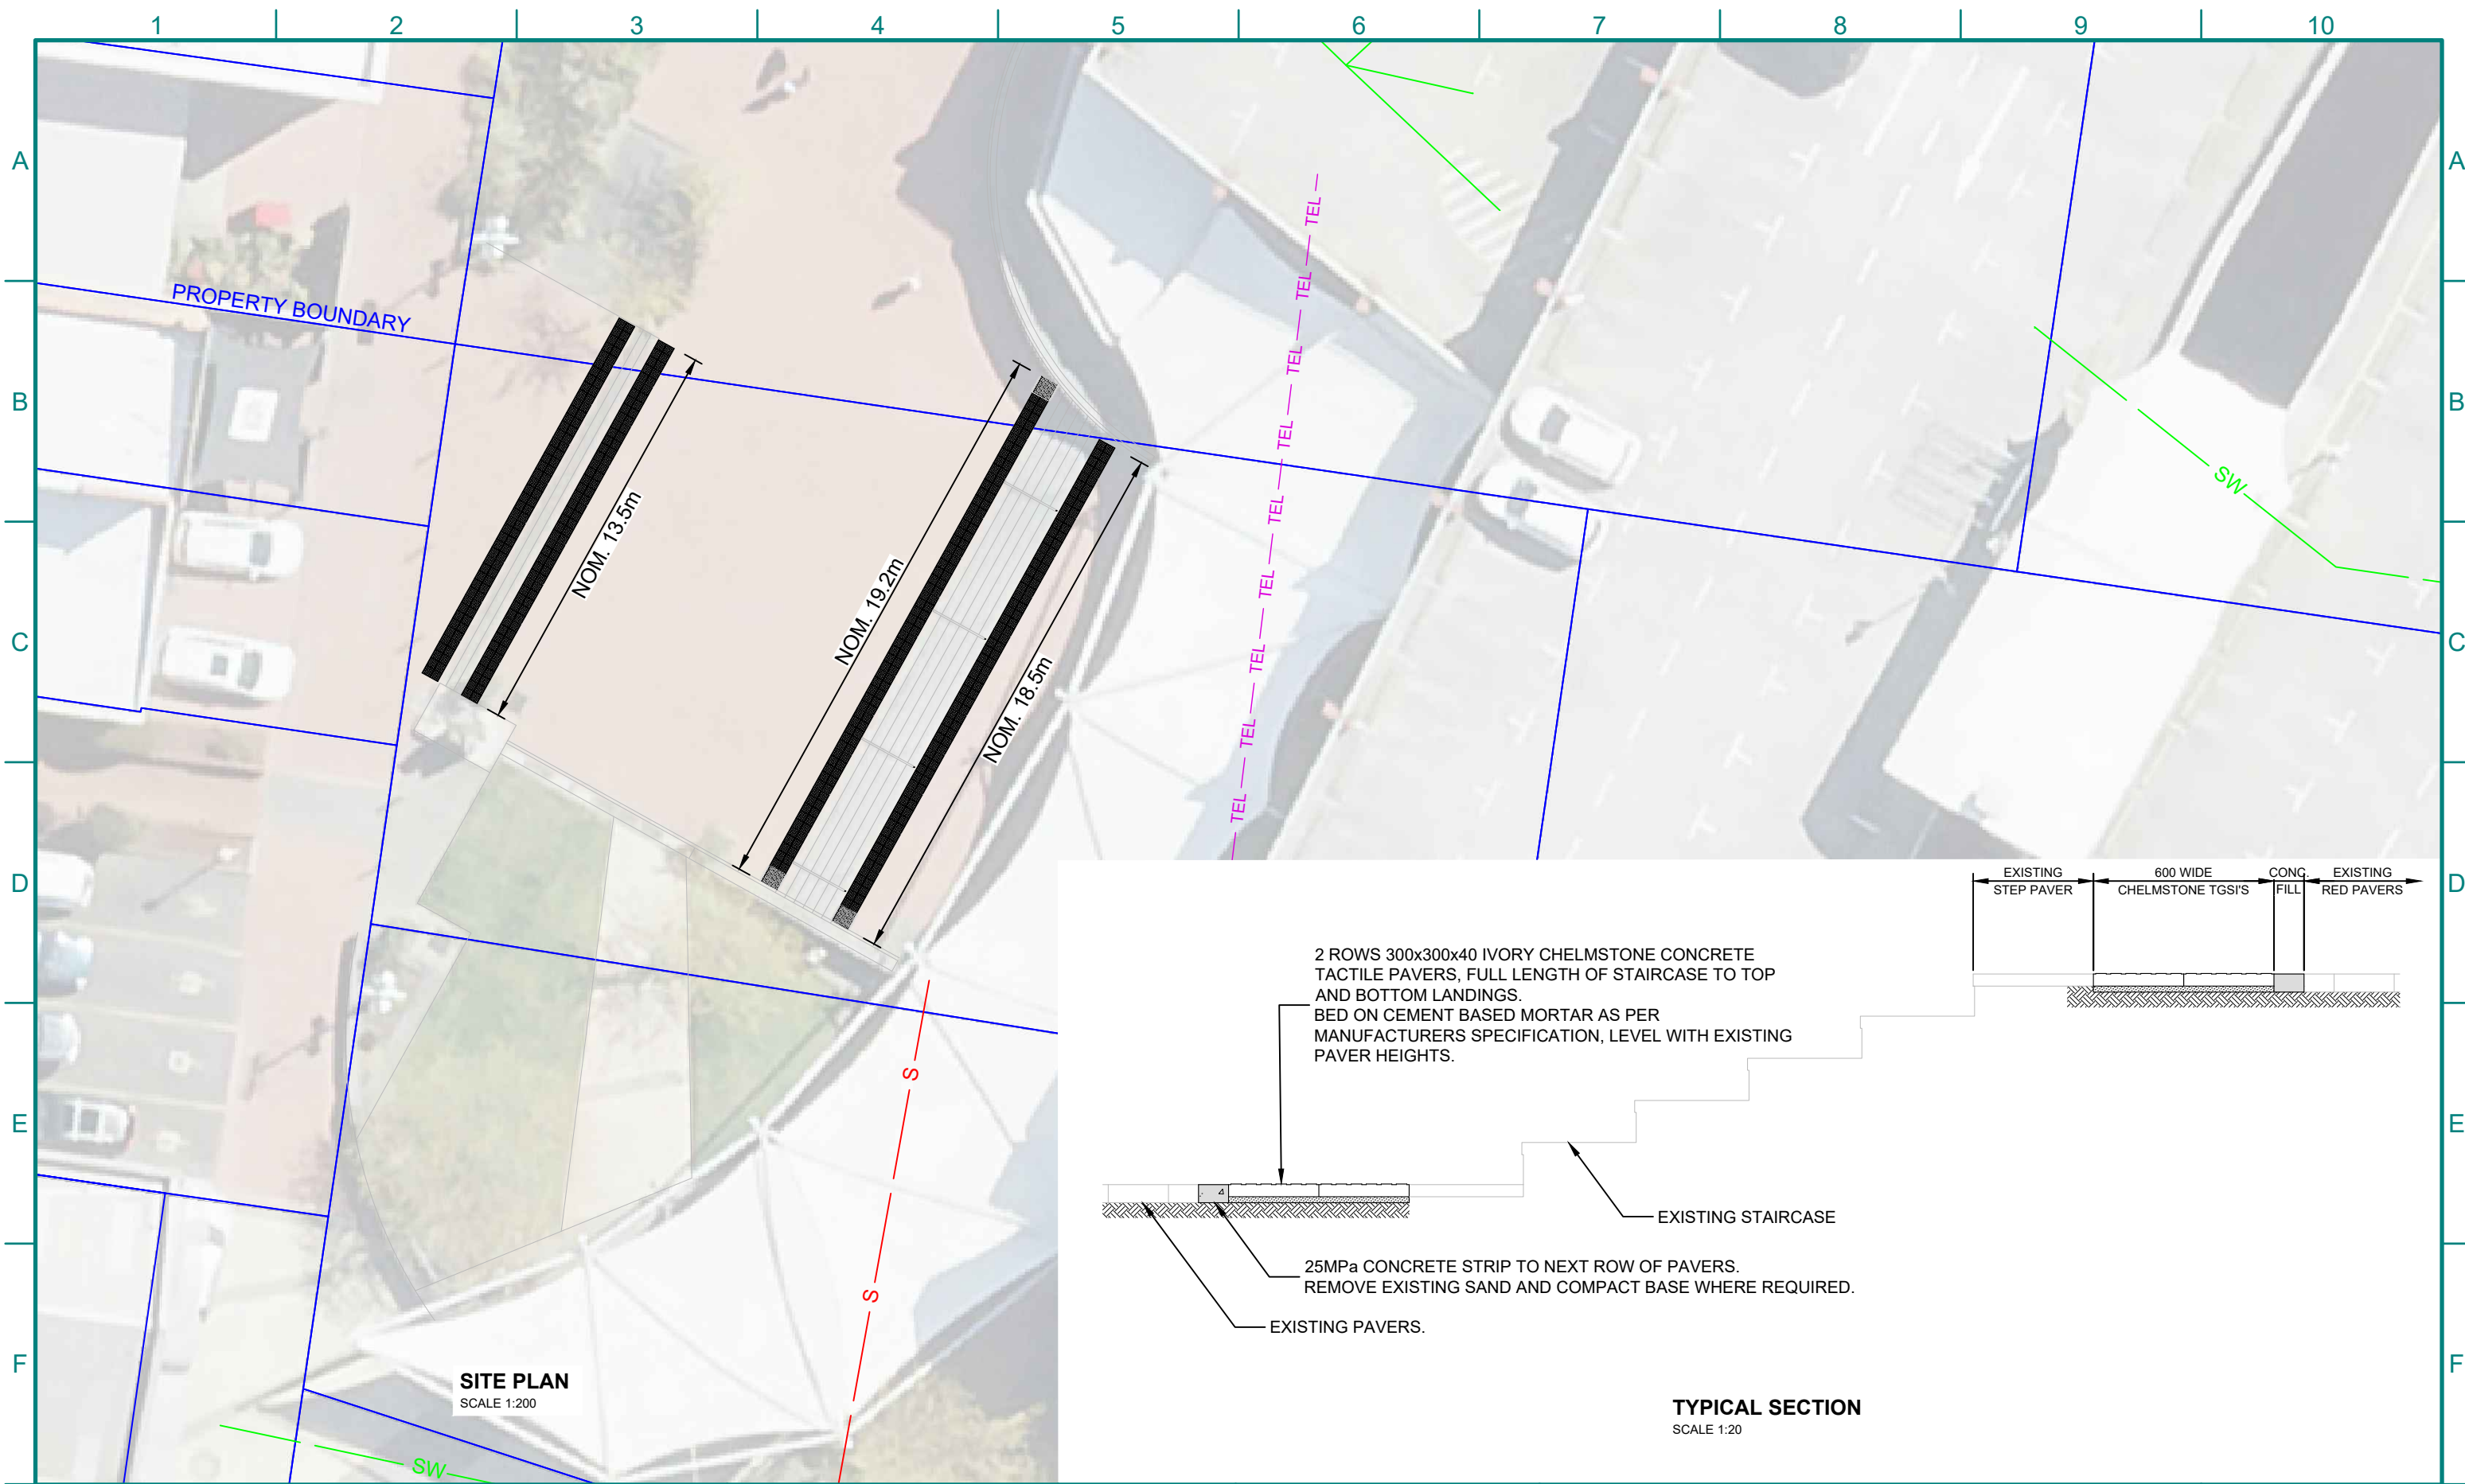 1 2 3 4 5 6 7 8 9 10
A A
PROPERTY BOUNDARY
B B
C C
D D
E E
F F
NOM. 13.5m
NOM. 19.2m
NOM. 18.5m
TEL TEL TEL TEL TEL TEL TEL TEL TEL TEL
SW
S
S
SW
SITE PLAN
SCALE 1:200
EXISTING
STEP PAVER
600 WIDE
CHELMSTONE TGSI'S
CONC.
FILL
EXISTING
RED PAVERS
2 ROWS 300x300x40 IVORY CHELMSTONE CONCRETE
TACTILE PAVERS, FULL LENGTH OF STAIRCASE TO TOP
AND BOTTOM LANDINGS.
BED ON CEMENT BASED MORTAR AS PER
MANUFACTURERS SPECIFICATION, LEVEL WITH EXISTING
PAVER HEIGHTS.
EXISTING STAIRCASE
25MPa CONCRETE STRIP TO NEXT ROW OF PAVERS.
REMOVE EXISTING SAND AND COMPACT BASE WHERE REQUIRED.
EXISTING PAVERS.
TYPICAL SECTION
SCALE 1:20